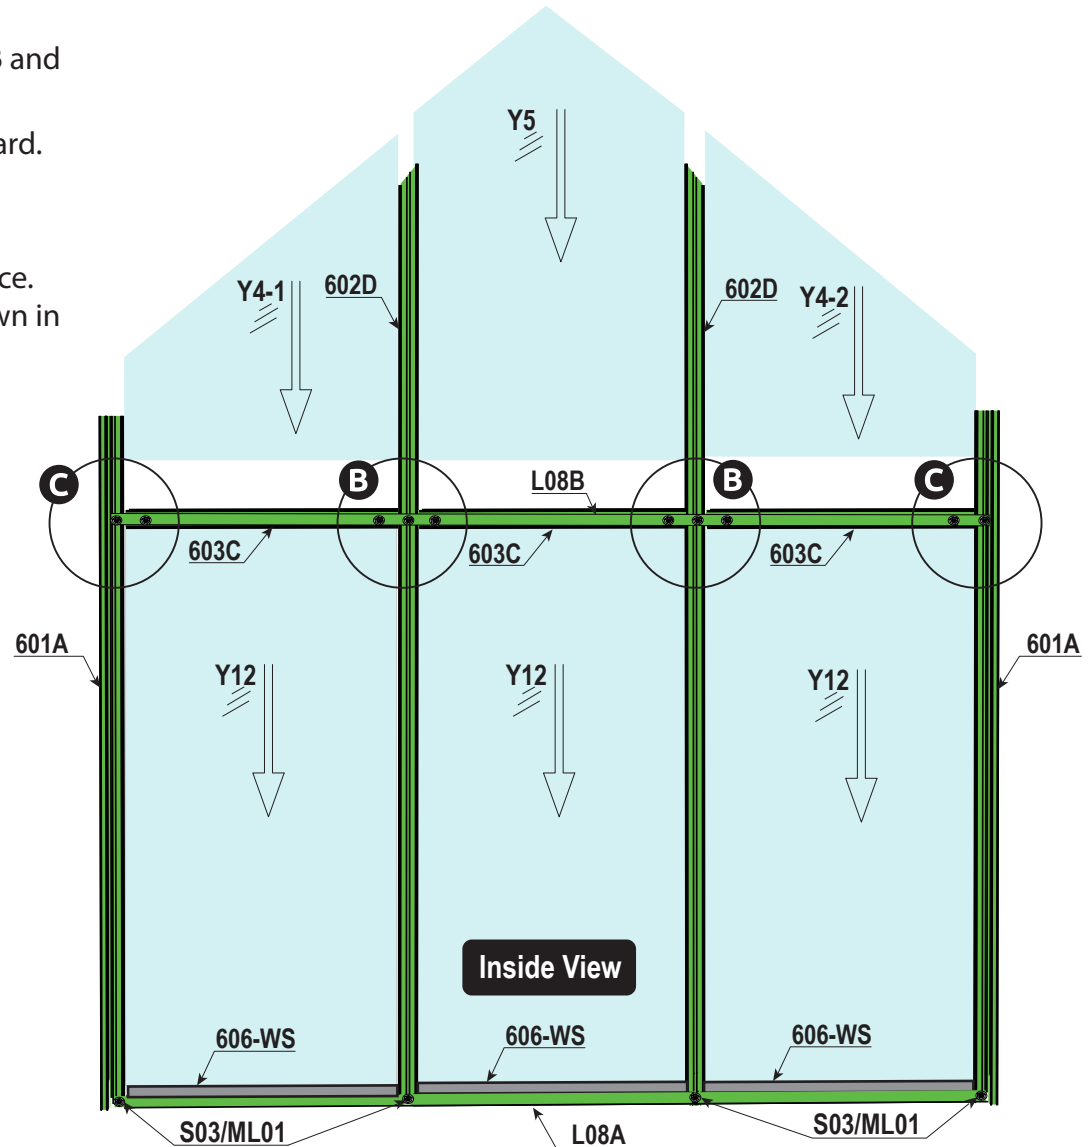 and
ard.
ce.
wn in
Y5
Y4-1
602D
602D
Y4-2
C
B
L08B
B
C
603C
603C
603C
601A
601A
Y12
Y12
Y12
Inside View
606-WS
606-WS
606-WS
S03/ML01
L08A
S03/ML01